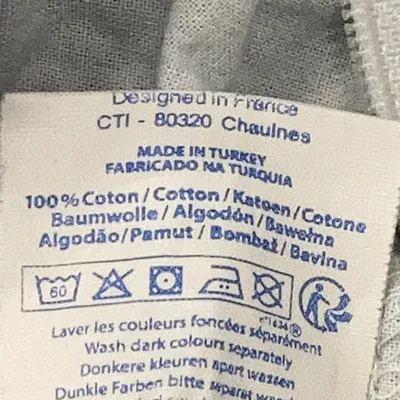 Designed in France
CTI - 80320 Chaulnes
MADE IN TURKEY
FABRICADO NA TURQUIA
100% Coton / Cotton / Katoen / Cotone
Baumwolle / Algodón / Bawełna
Algodão / Pamut / Bombaž / Bavina
60
Laver les couleurs foncées séparément
Wash dark colours separately
Donkere kleuren apart wassen
Dunkle Farben bitte separat